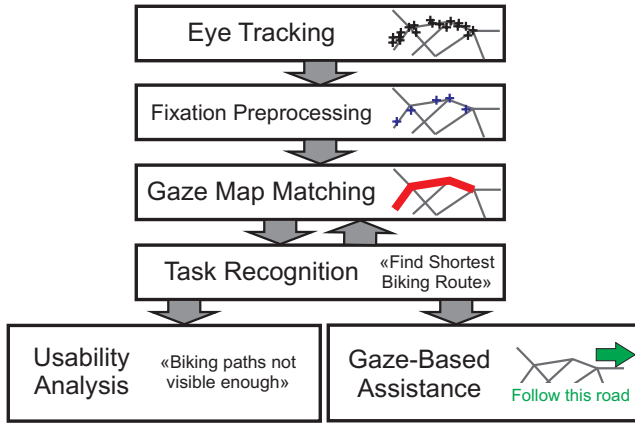 Eye Tracking
Fixation Preprocessing
Gaze Map Matching
Task Recognition
«Find Shortest
Biking Route»
Usability
Analysis
«Biking paths not
visible enough»
Gaze-Based
Assistance
Follow this road